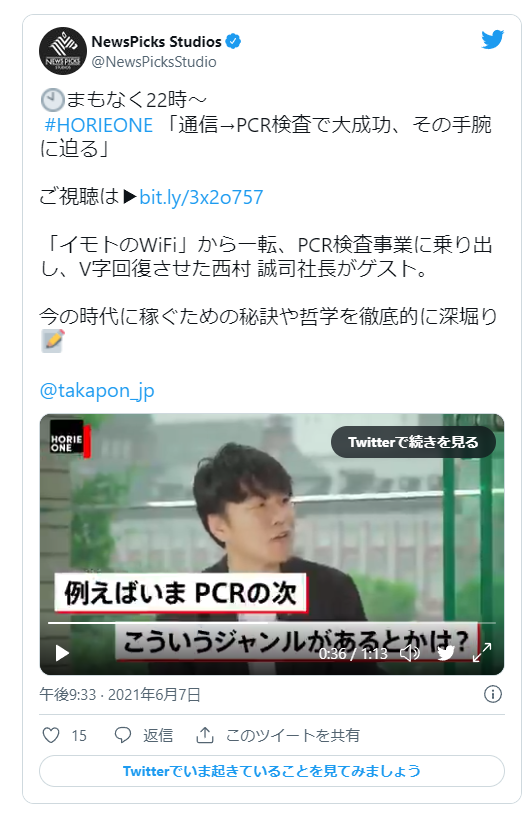 NewsPicks Studios
@NewsPicksStudio
NEWS PICKS
STUDIOS
まもなく22時〜
#HORIEONE 「通信→PCR検査で大成功、その手腕
に迫る」
ご視聴は▶bit.ly/3x2o757
「イモトのWiFi」から一転、PCR検査事業に乗り出
し、V字回復させた西村 誠司社長がゲスト。
今の時代に稼ぐための秘訣や哲学を徹底的に深堀り
@takapon_jp
HORIE
ONE
Twitterで続きを見る
例えばいま PCRの次
こういうジャンルがあるとかは?
0:36 / 1:13
午後9:33 · 2021年6月7日
15
返信
このツイートを共有
Twitterでいま起きていることを見てみましょう